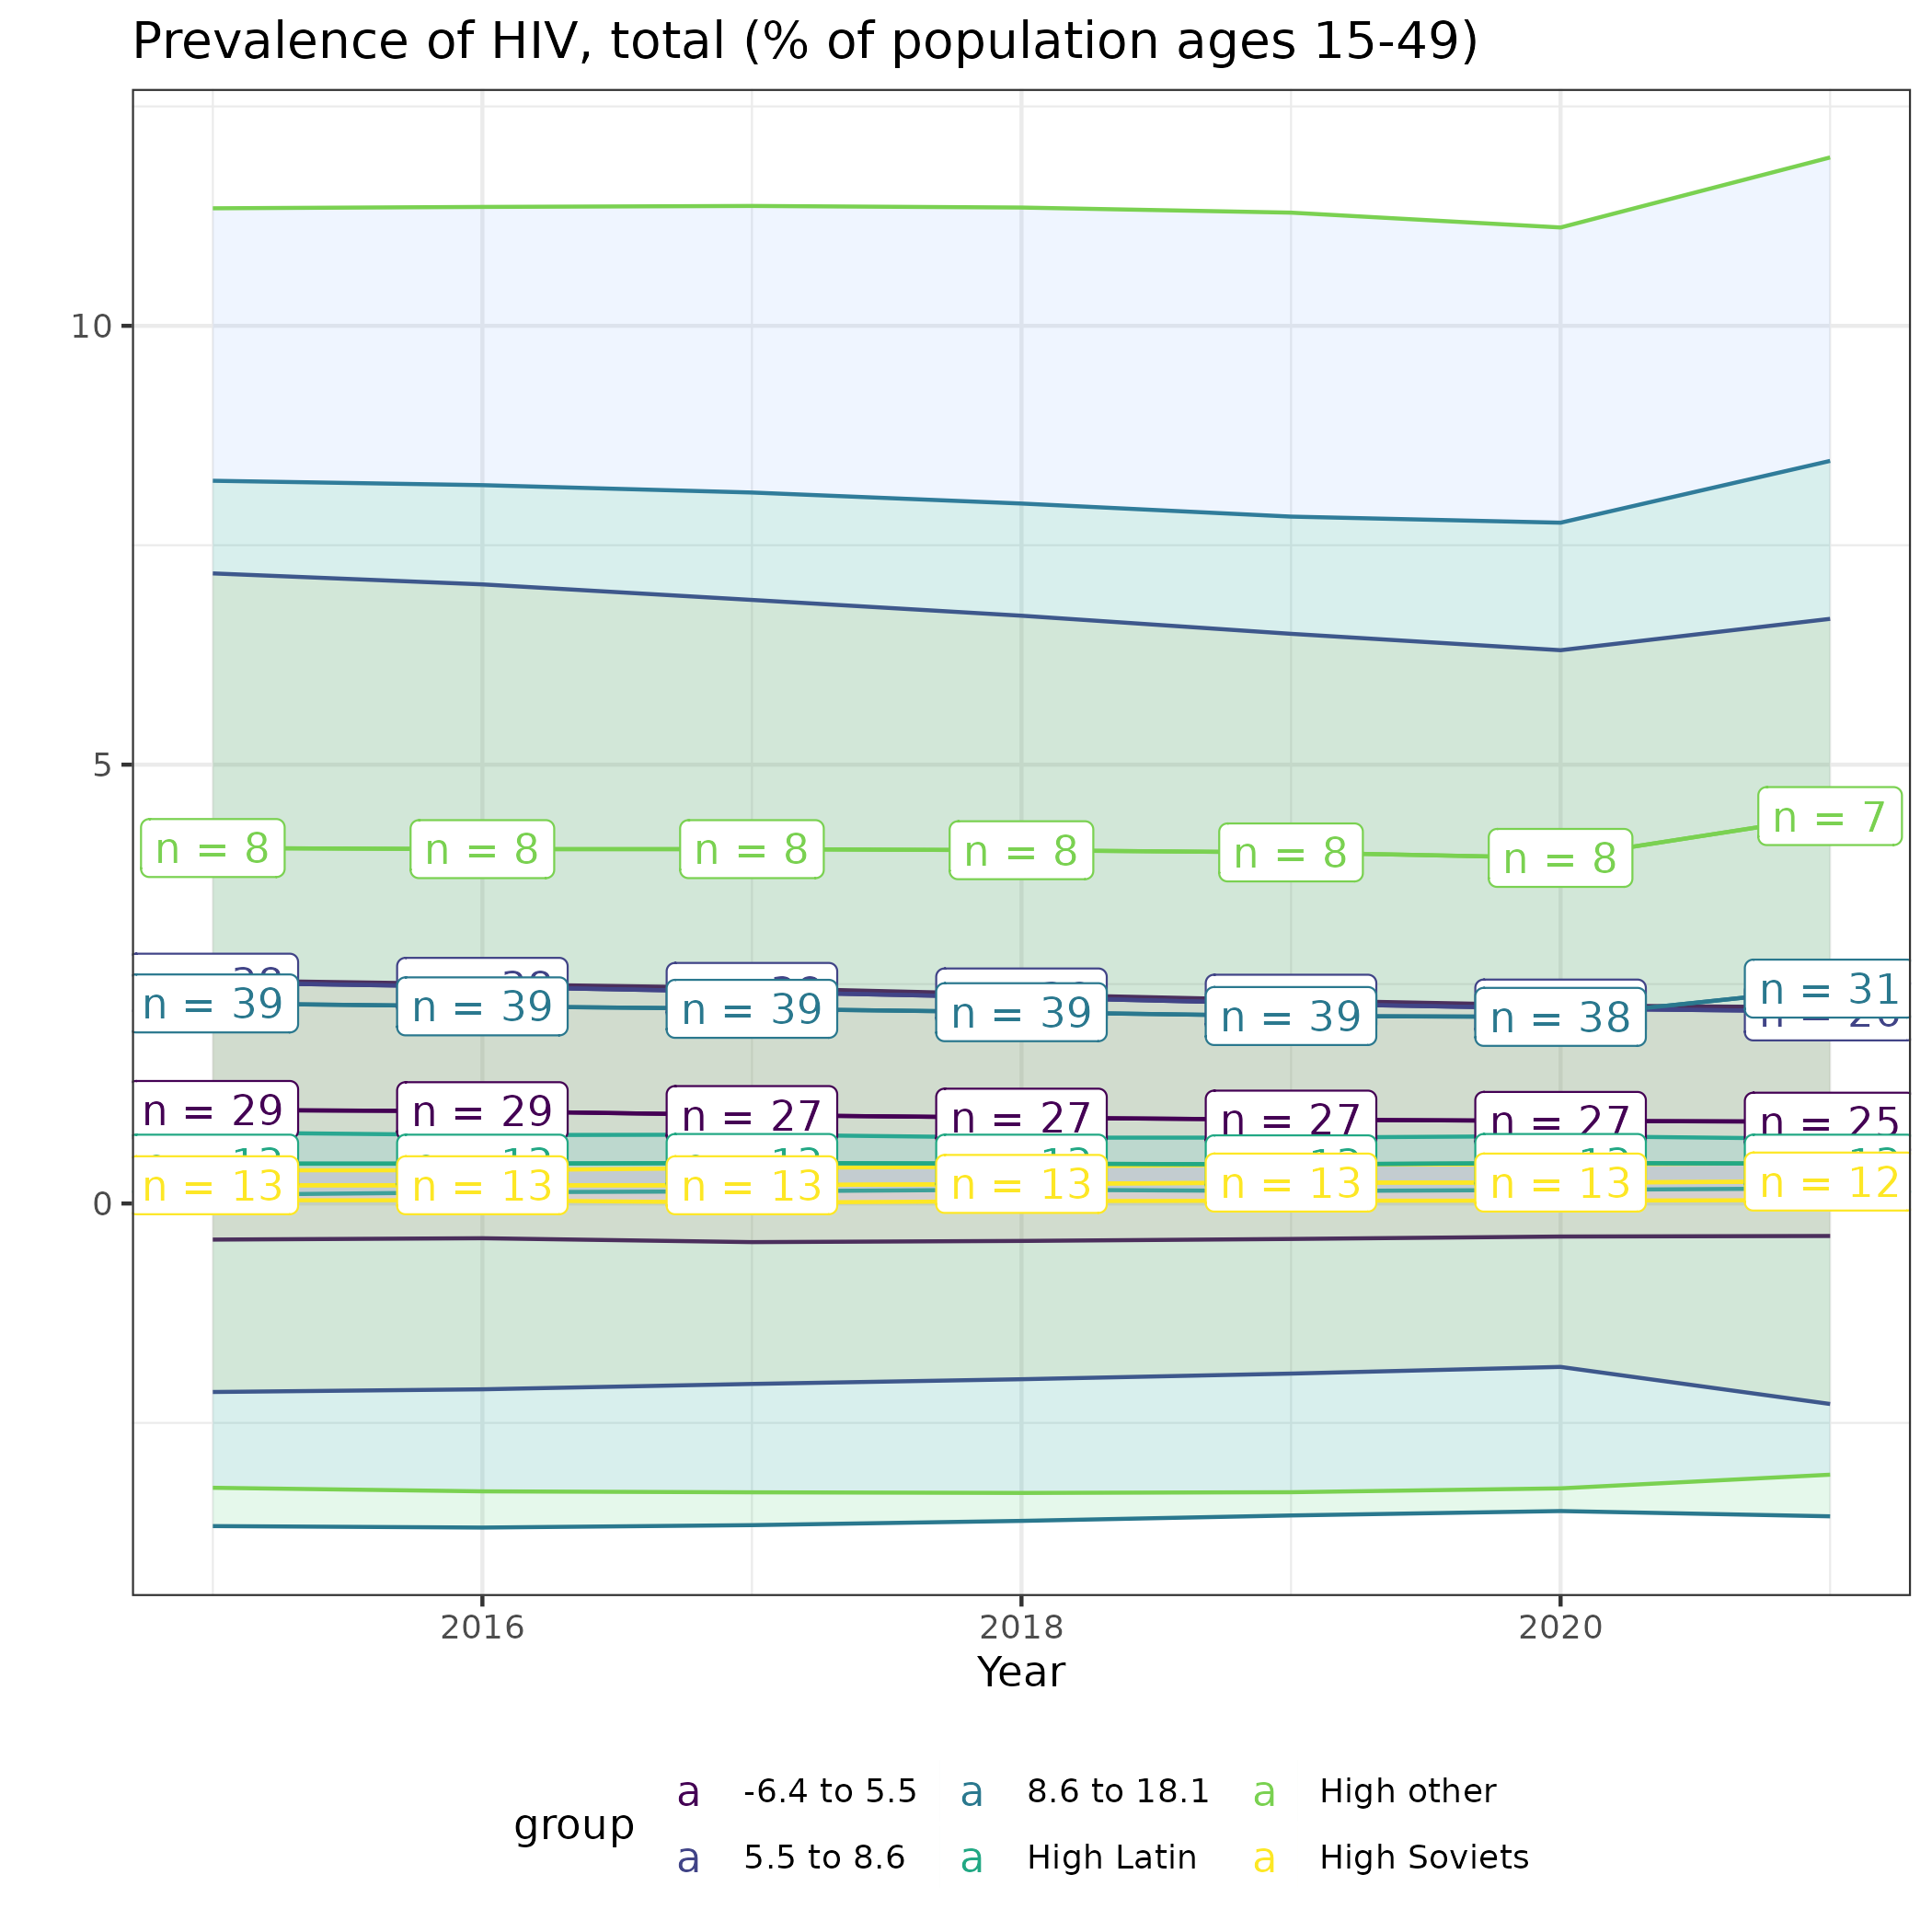 Prevalence of HIV, total (% of population ages 15-49)
10
5
0
n = 8
n = 8
n = 8
n = 8
n = 8
n = 8
n = 7
38
38
n = 39
n = 39
n = 39
n = 39
n = 39
n = 38
n = 31
n = 29
n = 29
n = 27
n = 27
n = 27
n = 27
n = 25
n = 13
n = 13
n = 13
n = 13
n = 13
n = 13
n = 12
2016
2018
2020
Year
group
a -6.4 to 5.5
a 8.6 to 18.1
a High other
a 5.5 to 8.6
a High Latin
a High Soviets